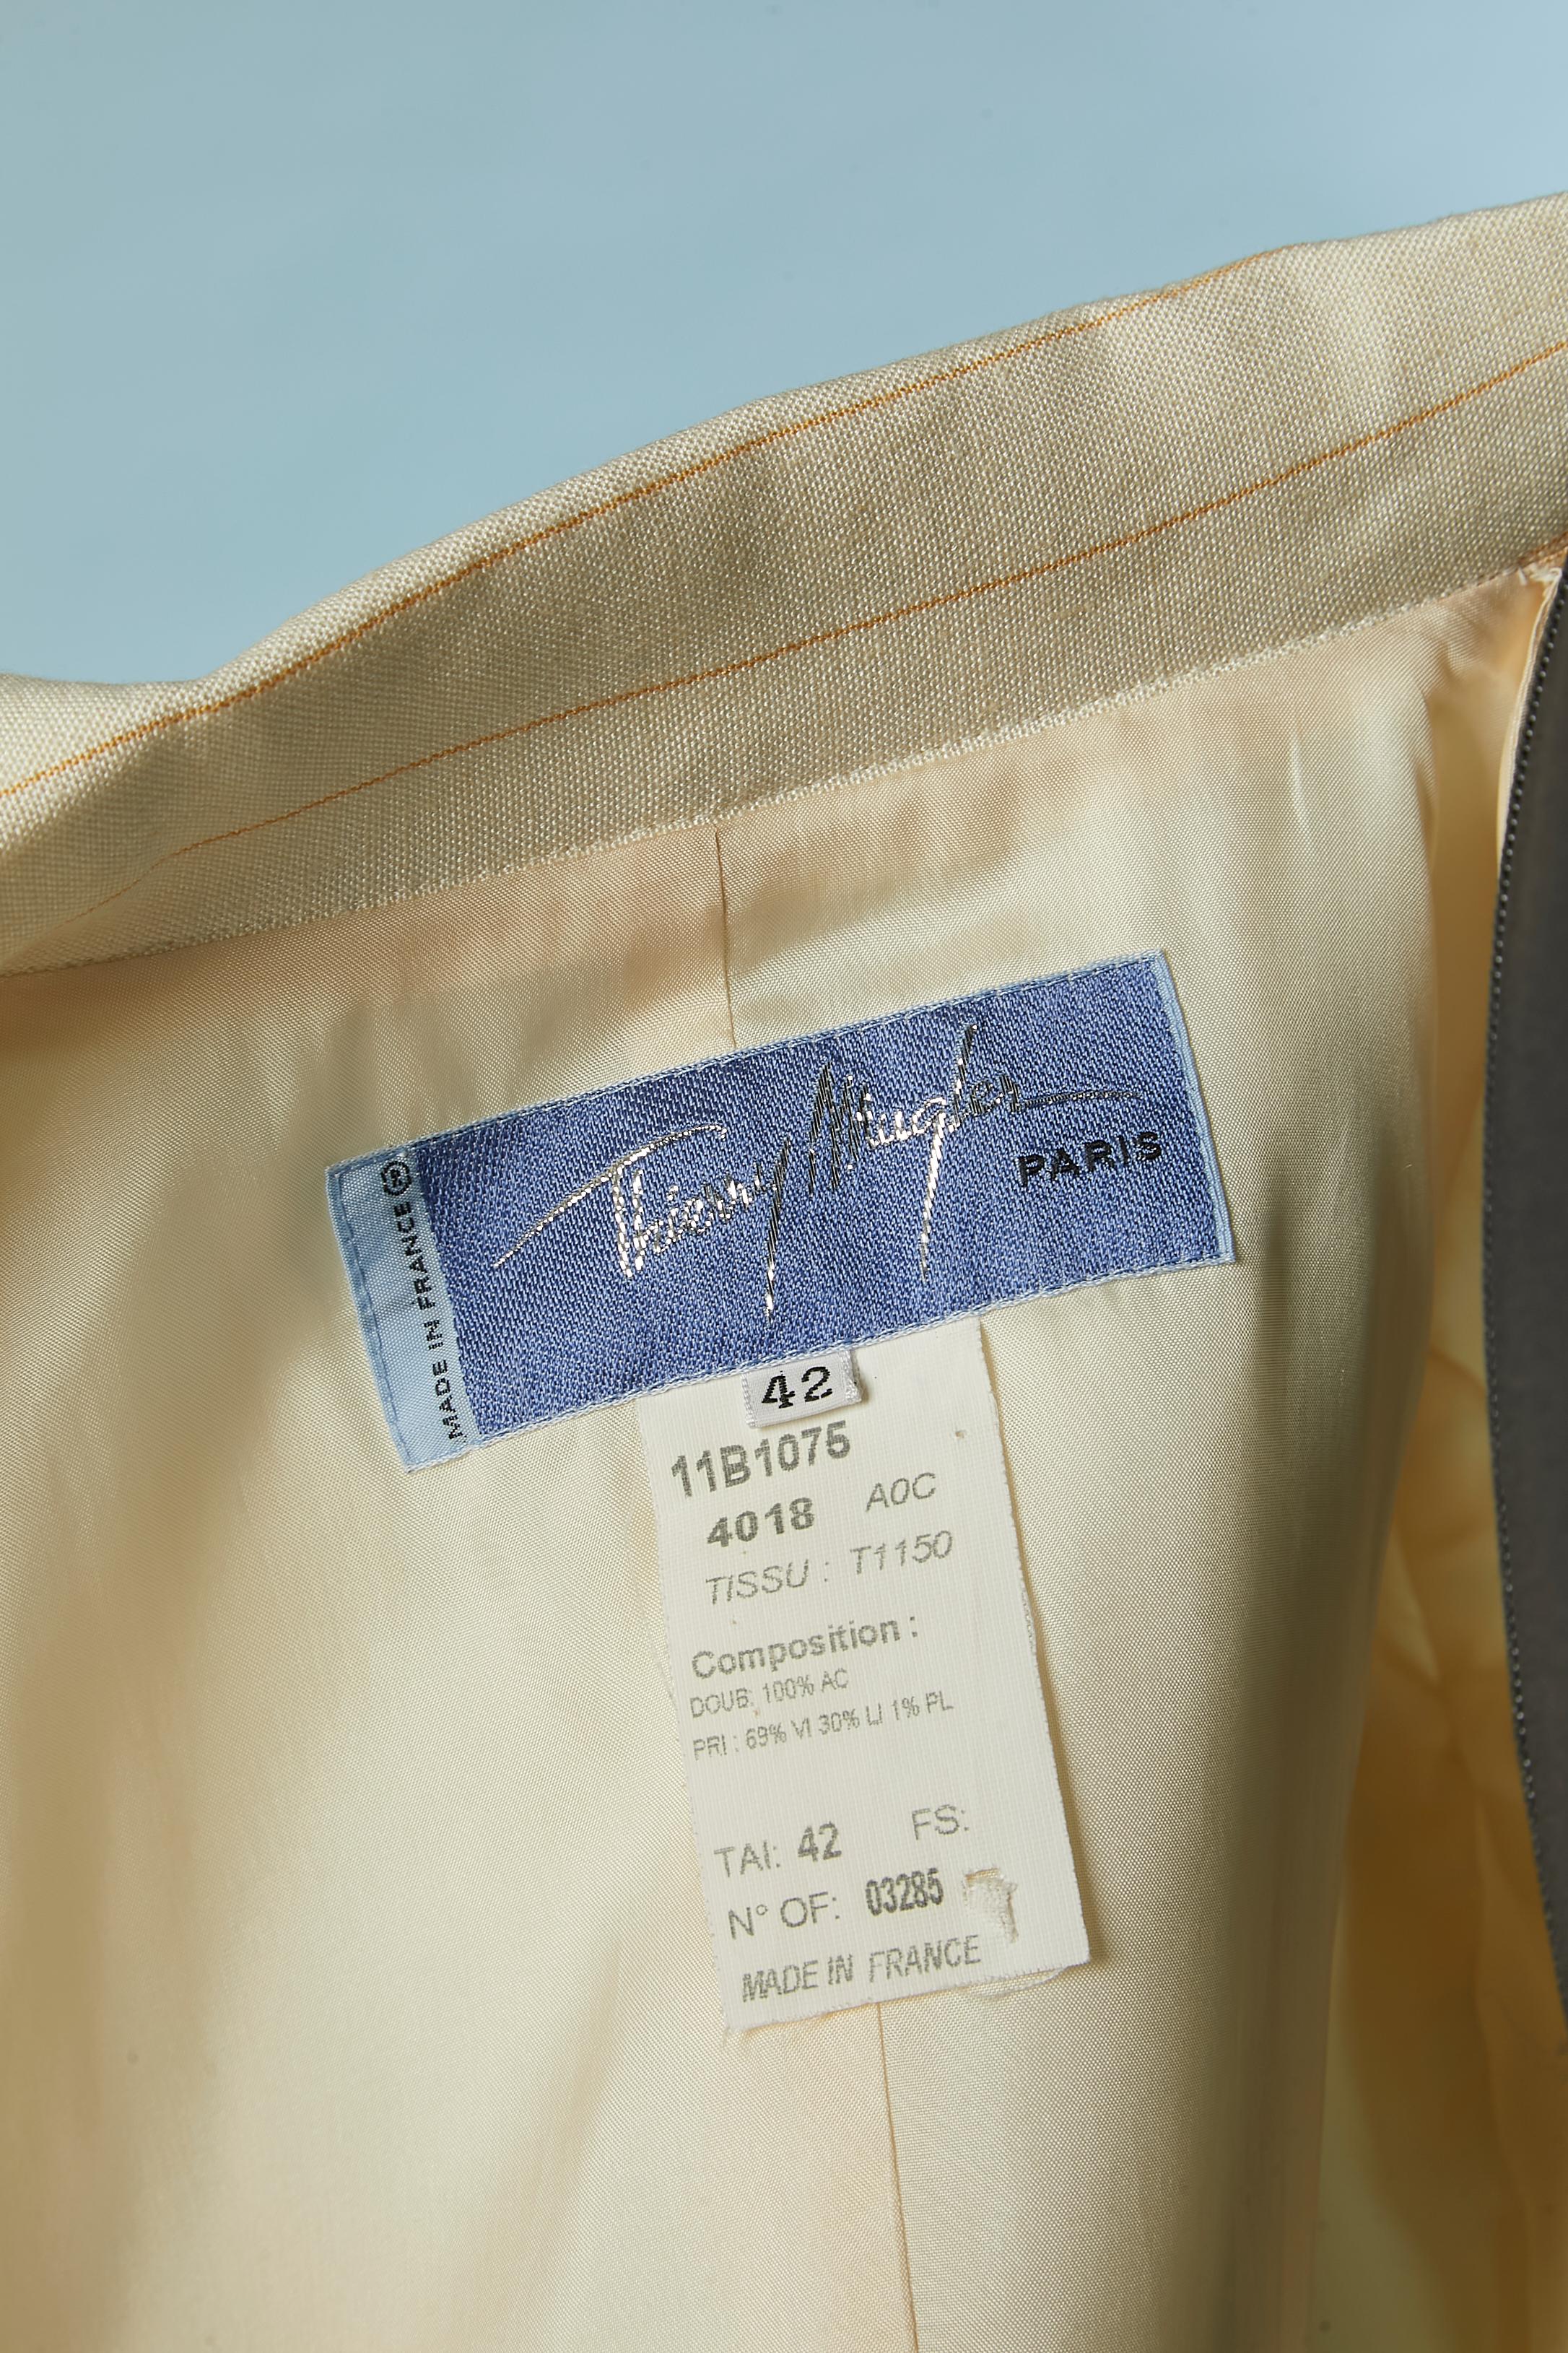 Thierry Mugler
PARIS
MADE IN FRANCE ®
42
11B1075
4018 A0C
TISSU : T1150
Composition :
DOUB: 100% AC
PRI : 69% VI 30% LI 1% PL
TAI: 42 FS:
N° OF: 03285
MADE IN FRANCE